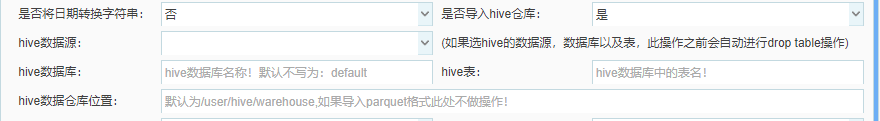 是否将日期转换字符串： 否 是否导入hive仓库： 是
hive数据源： (如果选hive的数据源，数据库以及表，此操作之前会自动进行drop table操作)
hive数据库： hive数据库名称！默认不写为：default hive表： hive数据库中的表名！
hive数据仓库位置： 默认为/user/hive/warehouse,如果导入parquet格式此处不做操作！